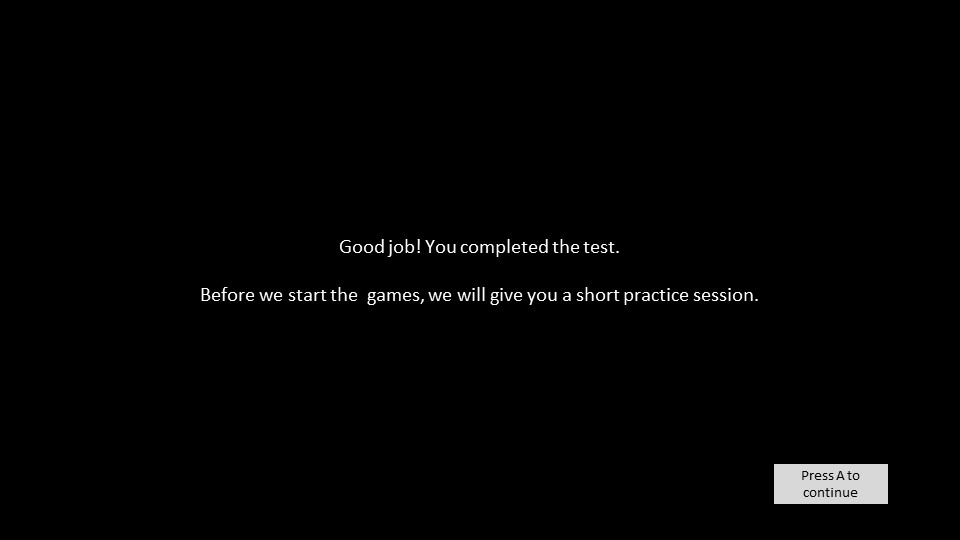 Good job! You completed the test.
Before we start the  games, we will give you a short practice session.
Press A to
continue